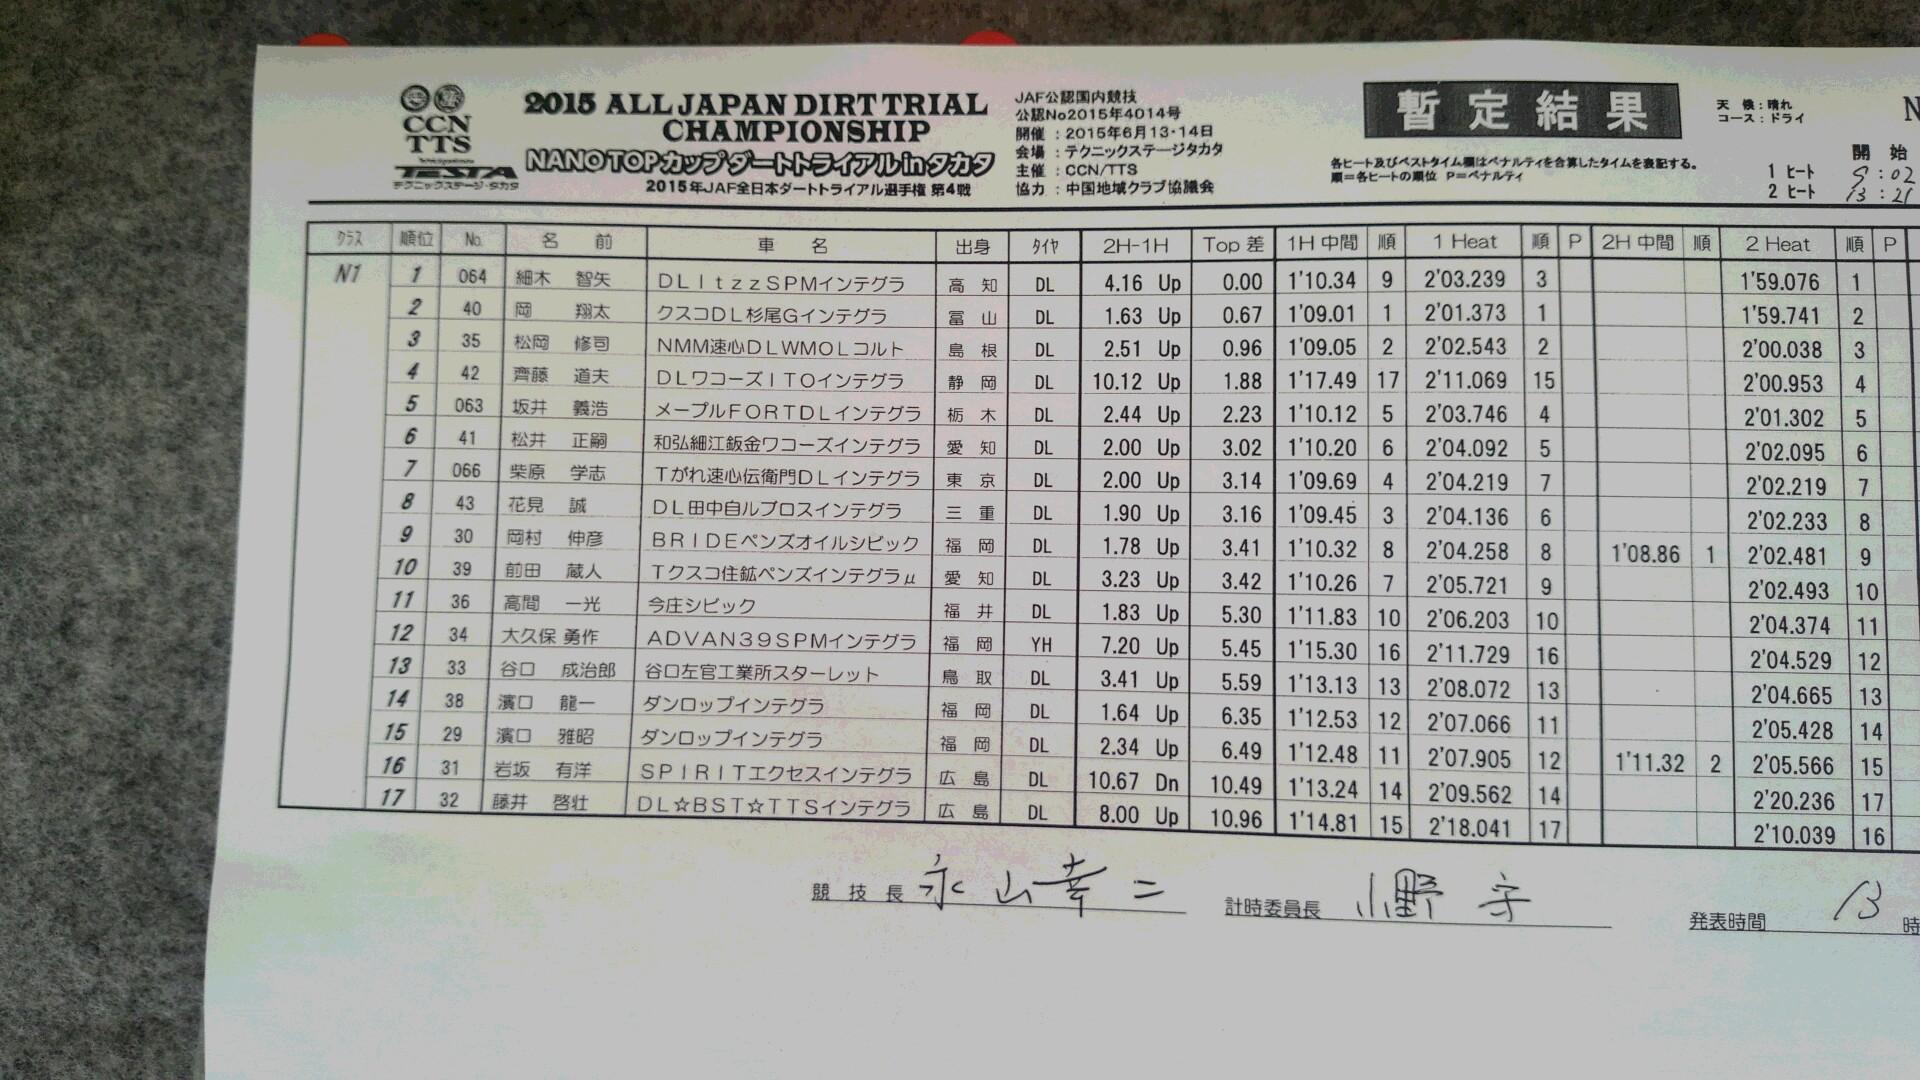 CCN
TTS
TESTA
テクニックステージ・タカタ
2015 ALL JAPAN DIRT TRIAL
CHAMPIONSHIP
NANO TOPカップダートトライアル in タカタ
2015年JAF全日本ダートトライアル選手権 第4戦
JAF公認国内競技
公認No2015年4014号
開催：2015年6月13・14日
会場：テクニックステージタカタ
主催：CCN/TTS
協力：中国地域クラブ協議会
暫定結果
各ヒート及びベストタイム欄はペナルティを合算したタイムを表記する。
順=各ヒートの順位 P=ペナルティ
天候：晴れ
コース：ドライ
N
開始
1 ヒート 9:02
2 ヒート 13:21
クラス 順位 No. 名前 車名 出身 タイヤ 2H-1H Top 差 1H 中間 順 1 Heat 順 P 2H 中間 順 2 Heat 順 P
N1 1 064 細木 智矢 DLItzzSPMインテグラ 高知 DL 4.16 Up 0.00 1'10.34 9 2'03.239 3 1'59.076 1
2 40 岡 翔太 クスコDL杉尾Gインテグラ 富山 DL 1.63 Up 0.67 1'09.01 1 2'01.373 1 1'59.741 2
3 35 松岡 修司 NMM速心DLWMOLコルト 島根 DL 2.51 Up 0.96 1'09.05 2 2'02.543 2 2'00.038 3
4 42 齊藤 道夫 DLワコーズITOインテグラ 静岡 DL 10.12 Up 1.88 1'17.49 17 2'11.069 15 2'00.953 4
5 063 坂井 義浩 メープルFORTDLインテグラ 栃木 DL 2.44 Up 2.23 1'10.12 5 2'03.746 4 2'01.302 5
6 41 松井 正嗣 和弘細江鈑金ワコーズインテグラ 愛知 DL 2.00 Up 3.02 1'10.20 6 2'04.092 5 2'02.095 6
7 066 柴原 学志 Tがれ速心伝衛門DLインテグラ 東京 DL 2.00 Up 3.14 1'09.69 4 2'04.219 7 2'02.219 7
8 43 花見 誠 DL田中自ルブロスインテグラ 三重 DL 1.90 Up 3.16 1'09.45 3 2'04.136 6 2'02.233 8
9 30 岡村 伸彦 BRIDEペンズオイルシビック 福岡 DL 1.78 Up 3.41 1'10.32 8 2'04.258 8 1'08.86 1 2'02.481 9
10 39 前田 蔵人 Tクスコ住鉱ペンズインテグラμ 愛知 DL 3.23 Up 3.42 1'10.26 7 2'05.721 9 2'02.493 10
11 36 高間 一光 今庄シビック 福井 DL 1.83 Up 5.30 1'11.83 10 2'06.203 10 2'04.374 11
12 34 大久保 勇作 ADVAN39SPMインテグラ 福岡 YH 7.20 Up 5.45 1'15.30 16 2'11.729 16 2'04.529 12
13 33 谷口 成治郎 谷口左官工業所スターレット 鳥取 DL 3.41 Up 5.59 1'13.13 13 2'08.072 13 2'04.665 13
14 38 濱口 龍一 ダンロップインテグラ 福岡 DL 1.64 Up 6.35 1'12.53 12 2'07.066 11 2'05.428 14
15 29 濱口 雅昭 ダンロップインテグラ 福岡 DL 2.34 Up 6.49 1'12.48 11 2'07.905 12 1'11.32 2 2'05.566 15
16 31 岩坂 有洋 SPIRITエクセスインテグラ 広島 DL 10.67 Dn 10.49 1'13.24 14 2'09.562 14 2'20.236 17
17 32 藤井 啓壮 DL☆BST☆TTSインテグラ 広島 DL 8.00 Up 10.96 1'14.81 15 2'18.041 17 2'10.039 16
競技長 永山幸二 計時委員長 小野 守 発表時間 13 時